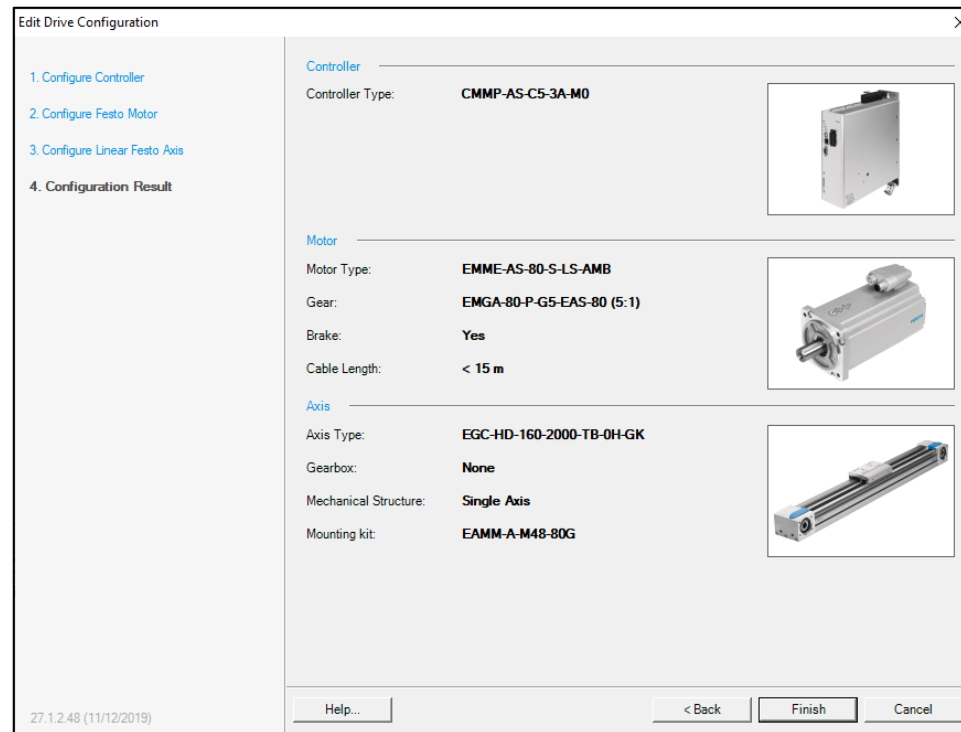 Edit Drive Configuration
1. Configure Controller
2. Configure Festo Motor
3. Configure Linear Festo Axis
4. Configuration Result
Controller
Controller Type: CMMP-AS-C5-3A-M0
Motor
Motor Type: EMME-AS-80-S-LS-AMB
Gear: EMGA-80-P-G5-EAS-80 (5:1)
Brake: Yes
Cable Length: < 15 m
Axis
Axis Type: EGC-HD-160-2000-TB-0H-GK
Gearbox: None
Mechanical Structure: Single Axis
Mounting kit: EAMM-A-M48-80G
27.1.2.48 (11/12/2019)
Help... < Back Finish Cancel